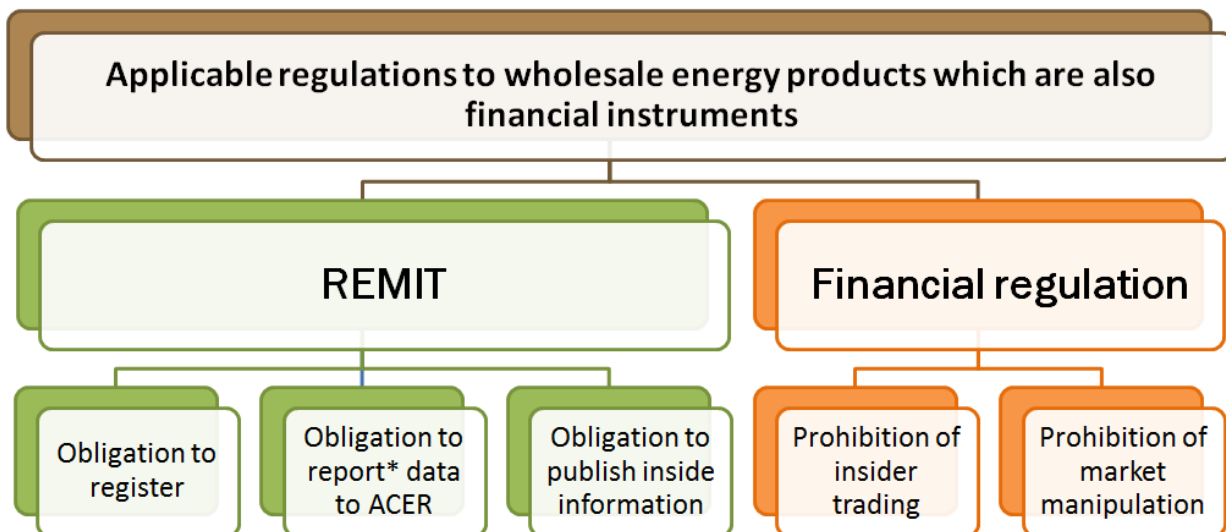 Applicable regulations to wholesale energy products which are also
financial instruments
REMIT
Financial regulation
Obligation to
register
Obligation to
report* data
to ACER
Obligation to
publish inside
information
Prohibition of
insider
trading
Prohibition of
market
manipulation